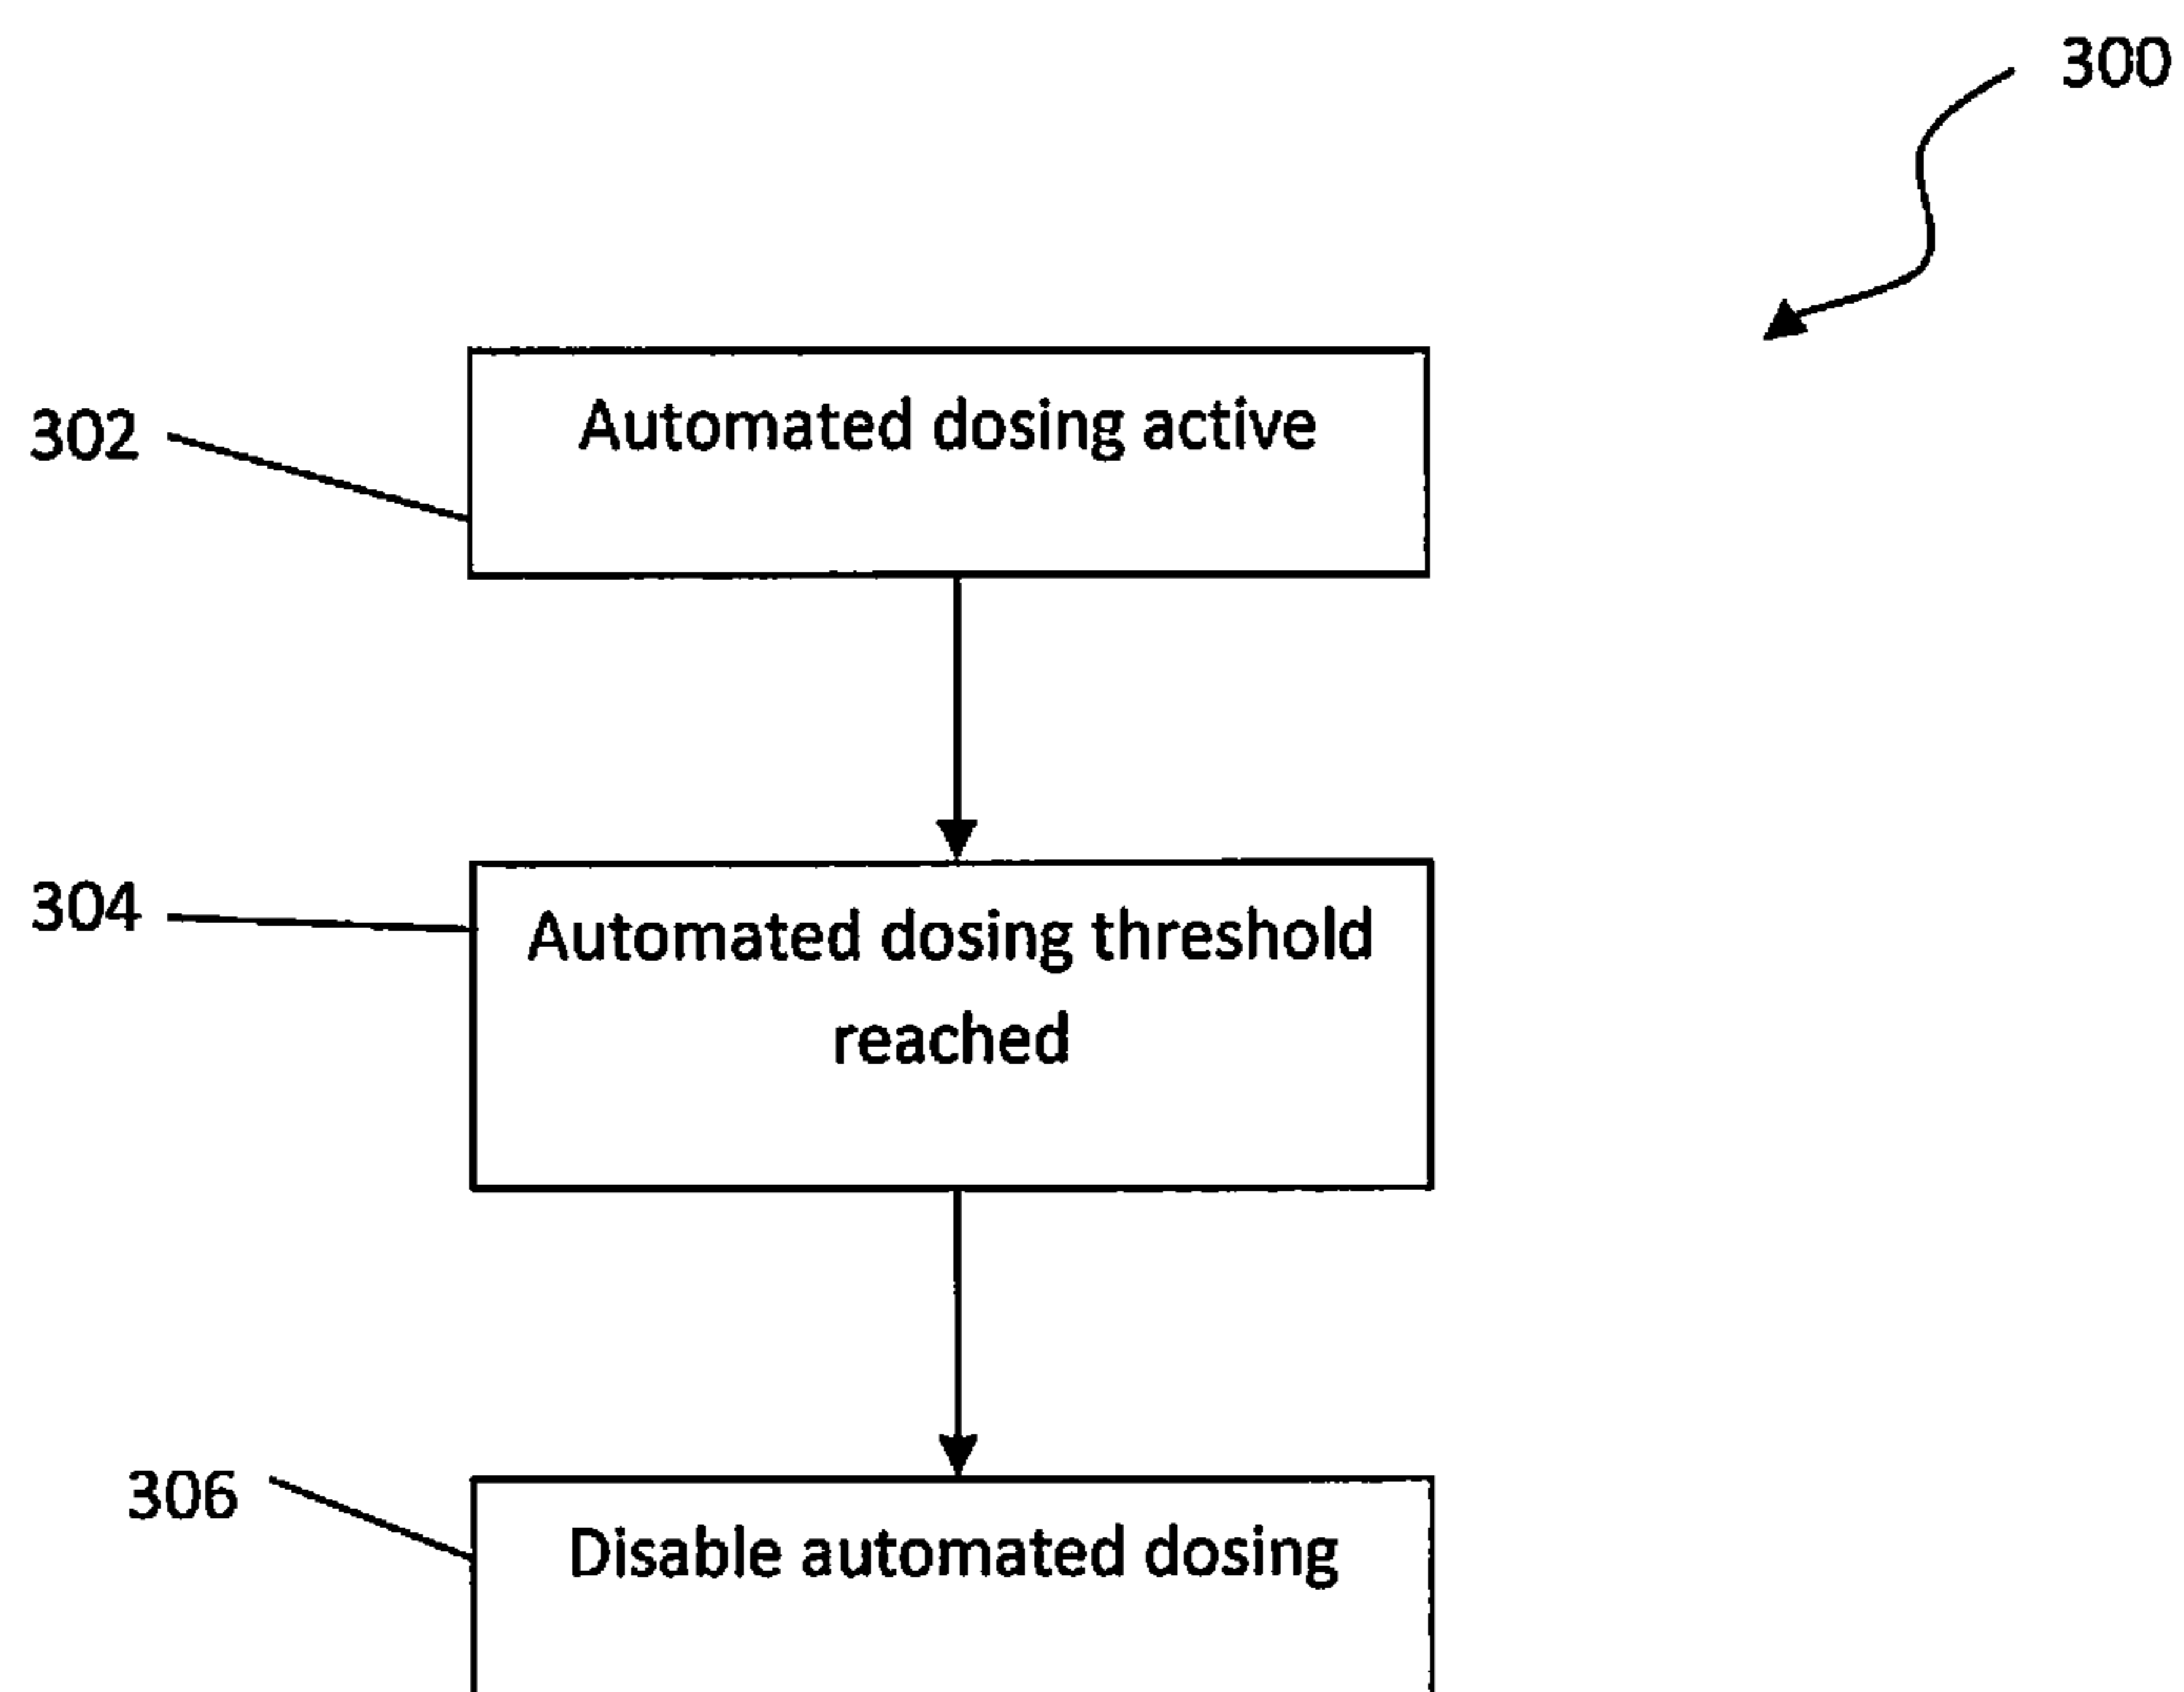 300
302
Automated dosing active
304
Automated dosing threshold
reached
306
Disable automated dosing